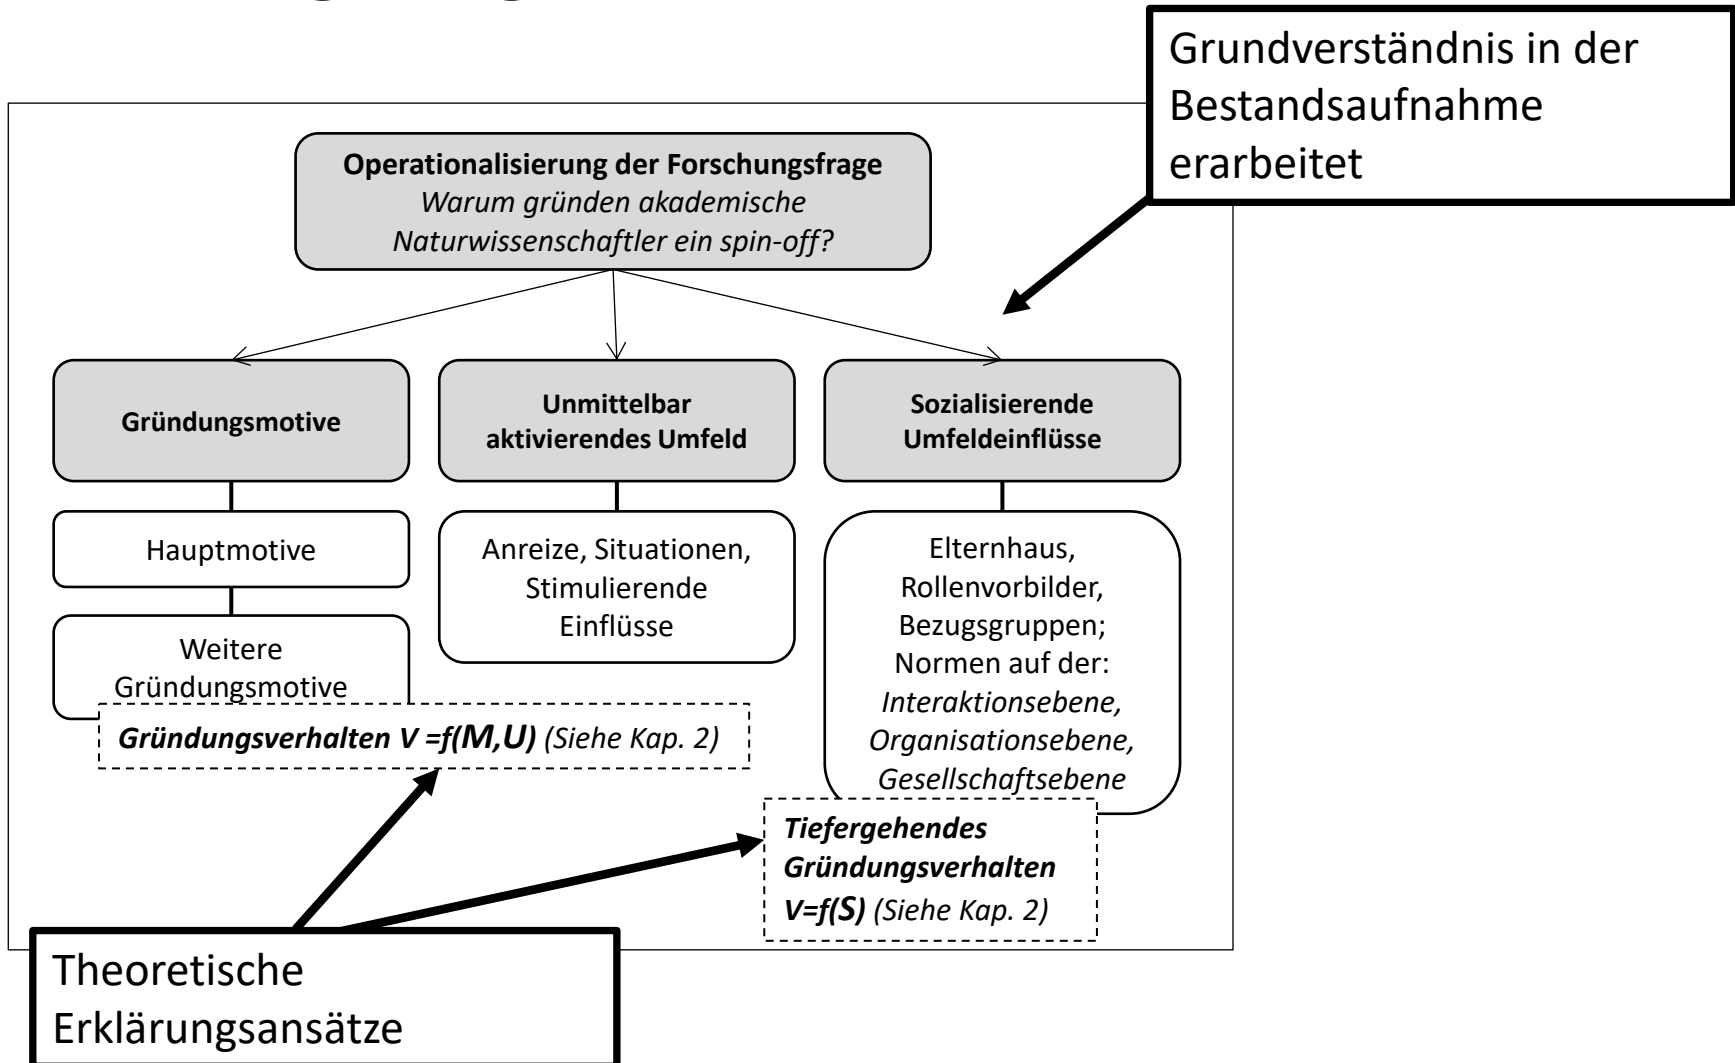 Grundverständnis in der
Bestandsaufnahme
erarbeitet
Operationalisierung der Forschungsfrage
Warum gründen akademische
Naturwissenschaftler ein spin-off?
Gründungsmotive
Unmittelbar
aktivierendes Umfeld
Sozialisierende
Umfeldeinflüsse
Hauptmotive
Weitere
Gründungsmotive
Anreize, Situationen,
Stimulierende
Einflüsse
Elternhaus,
Rollenvorbilder,
Bezugsgruppen;
Normen auf der:
Interaktionsebene,
Organisationsebene,
Gesellschaftsebene
Gründungsverhalten V =f(M,U) (Siehe Kap. 2)
Tiefergehendes
Gründungsverhalten
V=f(S) (Siehe Kap. 2)
Theoretische
Erklärungsansätze